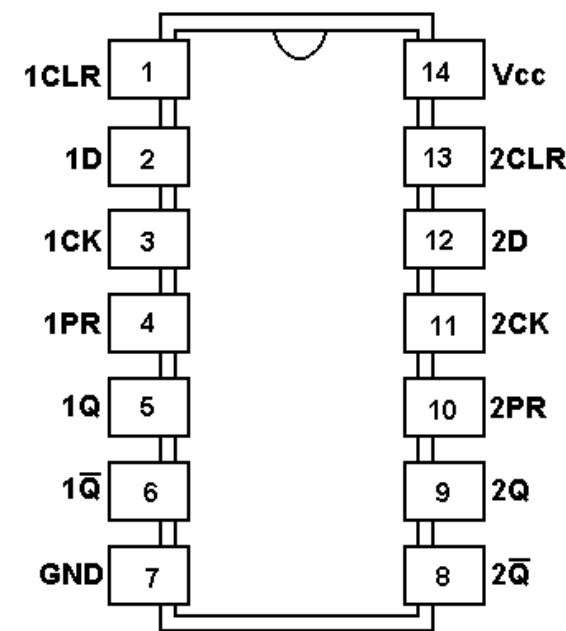 1CLR 1 14 Vcc
1D 2 13 2CLR
1CK 3 12 2D
1PR 4 11 2CK
1Q 5 10 2PR
1Q̅ 6 9 2Q
GND 7 8 2Q̅